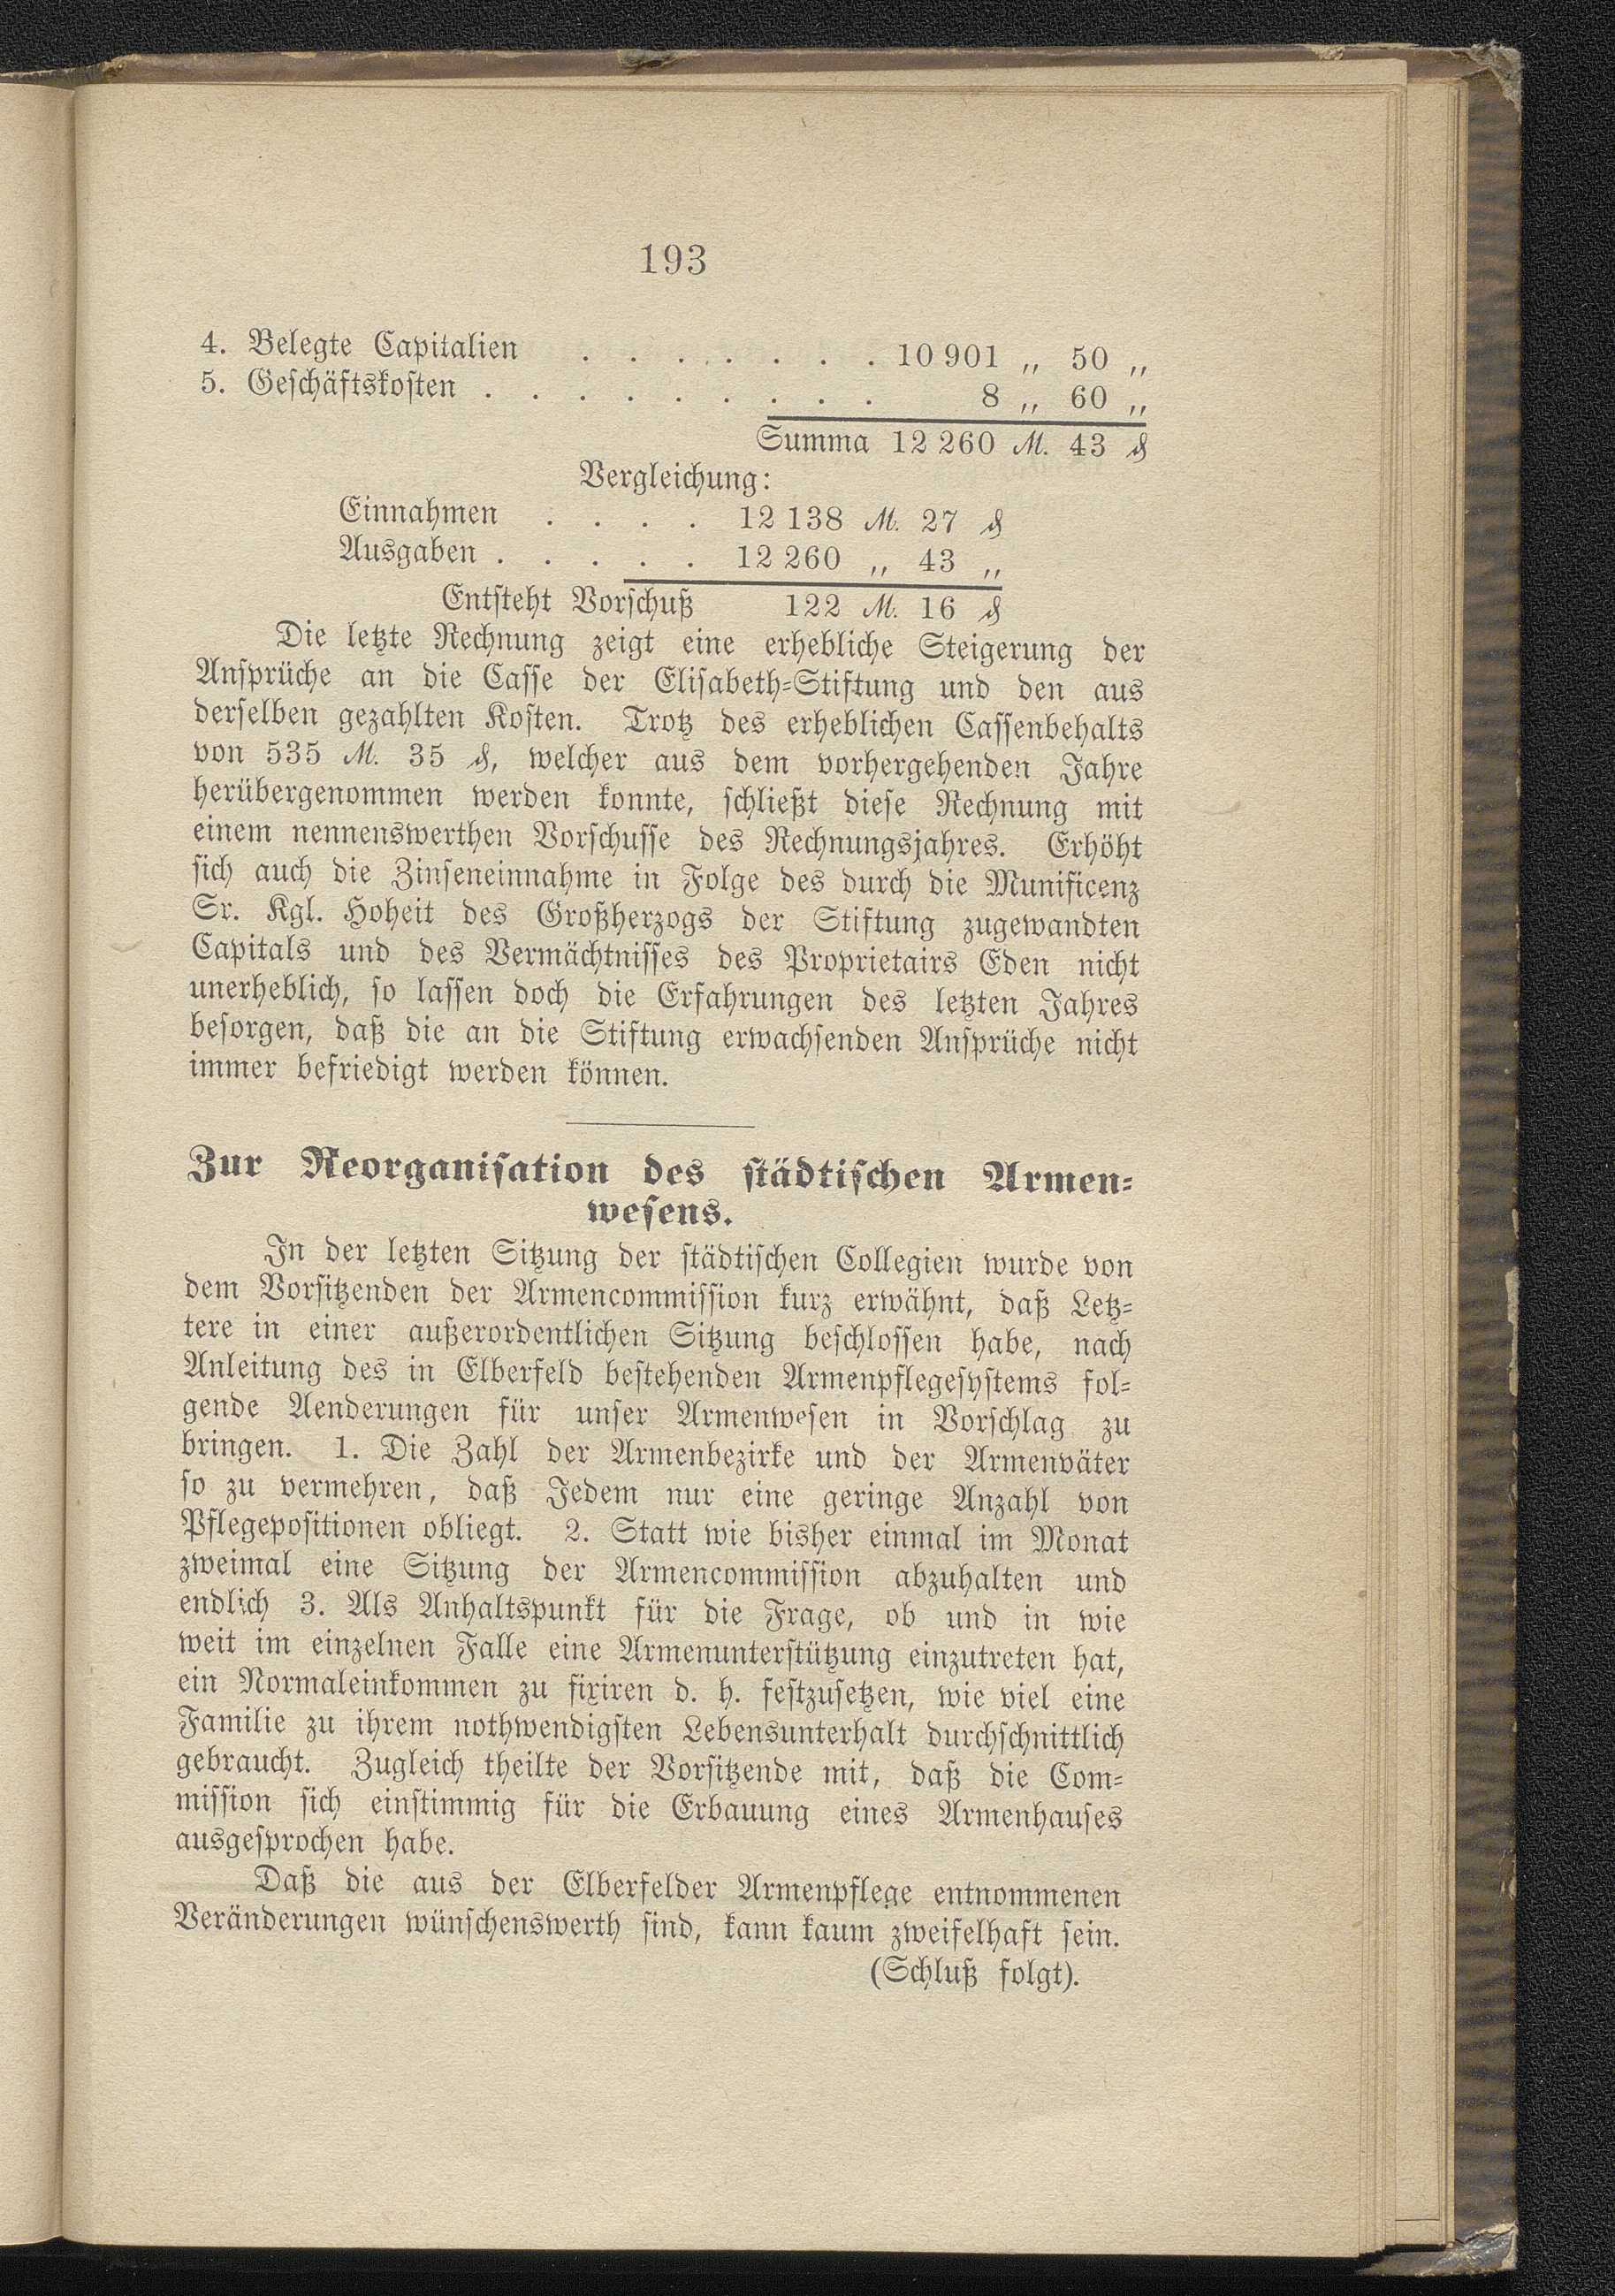 193
4. Belegte Capitalien . . . . . . . 10 901 „ 50 „
5. Geschäftskosten . . . . . . . . . 8 „ 60 „
Summa 12 260 M. 43 ₰
Vergleichung:
Einnahmen . . . . 12 138 M. 27 ₰
Ausgaben . . . . . 12 260 „ 43 „
Entsteht Vorschuß 122 M. 16 ₰
Die letzte Rechnung zeigt eine erhebliche Steigerung der
Ansprüche an die Casse der Elisabeth-Stiftung und den aus
derselben gezahlten Kosten. Trotz des erheblichen Cassenbehalts
von 535 M. 35 ₰, welcher aus dem vorhergehenden Jahre
herübergenommen werden konnte, schließt diese Rechnung mit
einem nennenswerthen Vorschusse des Rechnungsjahres. Erhöht
sich auch die Zinseneinnahme in Folge des durch die Munificenz
Sr. Kgl. Hoheit des Großherzogs der Stiftung zugewandten
Capitals und des Vermächtnisses des Proprietairs Eden nicht
unerheblich, so lassen doch die Erfahrungen des letzten Jahres
besorgen, daß die an die Stiftung erwachsenden Ansprüche nicht
immer befriedigt werden können.
Zur Reorganisation des städtischen Armen-
wesens.
In der letzten Sitzung der städtischen Collegien wurde von
dem Vorsitzenden der Armencommission kurz erwähnt, daß Letz-
tere in einer außerordentlichen Sitzung beschlossen habe, nach
Anleitung des in Elberfeld bestehenden Armenpflegesystems fol-
gende Aenderungen für unser Armenwesen in Vorschlag zu
bringen. 1. Die Zahl der Armenbezirke und der Armenväter
so zu vermehren, daß Jedem nur eine geringe Anzahl von
Pflegepositionen obliegt. 2. Statt wie bisher einmal im Monat
zweimal eine Sitzung der Armencommission abzuhalten und
endlich 3. Als Anhaltspunkt für die Frage, ob und in wie
weit im einzelnen Falle eine Armenunterstützung einzutreten hat,
ein Normaleinkommen zu fixiren d. h. festzusetzen, wie viel eine
Familie zu ihrem nothwendigsten Lebensunterhalt durchschnittlich
gebraucht. Zugleich theilte der Vorsitzende mit, daß die Com-
mission sich einstimmig für die Erbauung eines Armenhauses
ausgesprochen habe.
Daß die aus der Elberfelder Armenpflege entnommenen
Veränderungen wünschenswerth sind, kann kaum zweifelhaft sein.
(Schluß folgt).